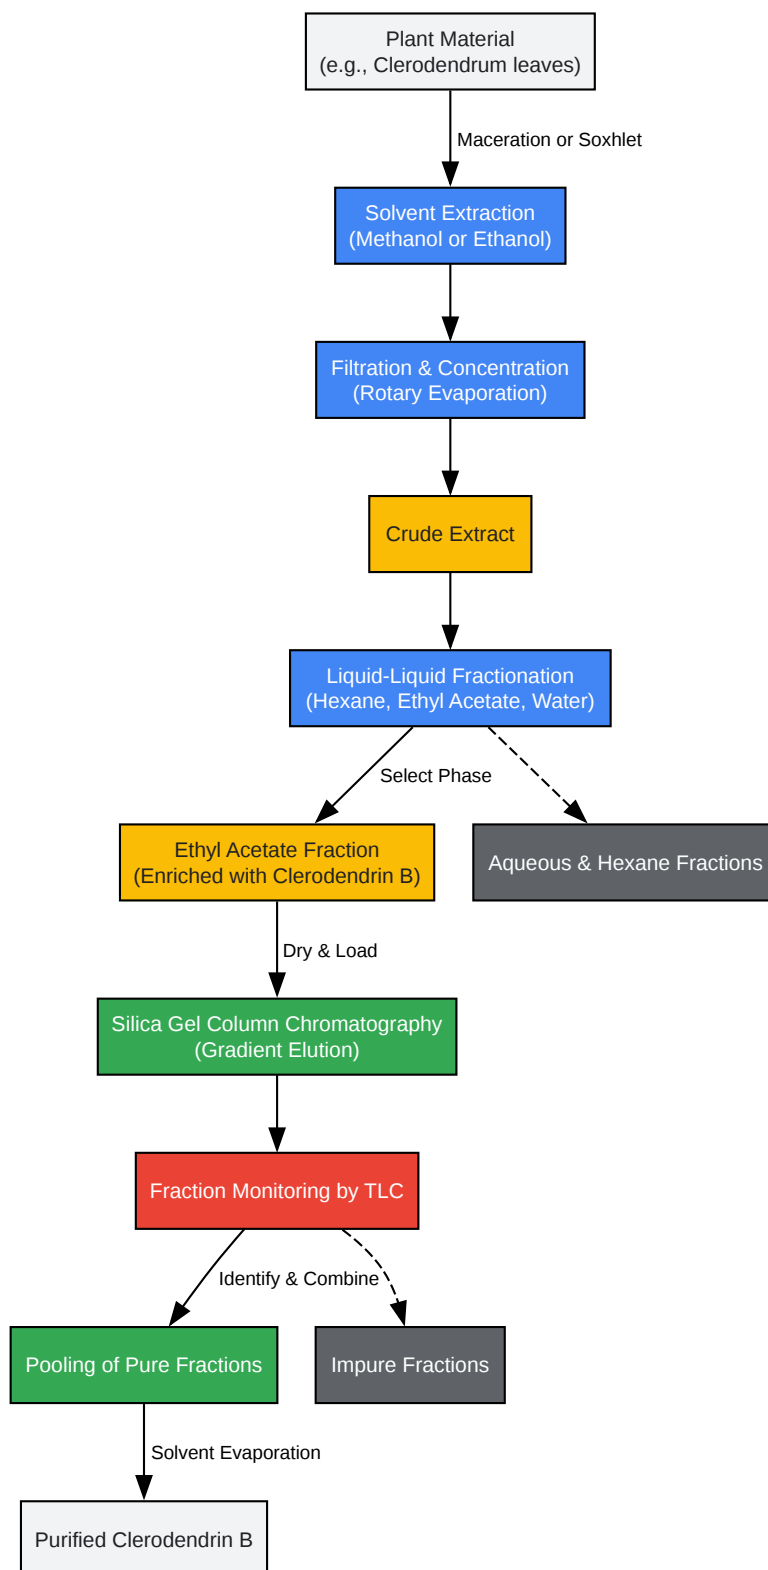 Plant Material
(e.g., Clerodendrum leaves)
Maceration or Soxhlet
Solvent Extraction
(Methanol or Ethanol)
Filtration & Concentration
(Rotary Evaporation)
Crude Extract
Liquid-Liquid Fractionation
(Hexane, Ethyl Acetate, Water)
Select Phase
Ethyl Acetate Fraction
(Enriched with Clerodendrin B)
Aqueous & Hexane Fractions
Dry & Load
Silica Gel Column Chromatography
(Gradient Elution)
Fraction Monitoring by TLC
Identify & Combine
Pooling of Pure Fractions
Impure Fractions
Solvent Evaporation
Purified Clerodendrin B